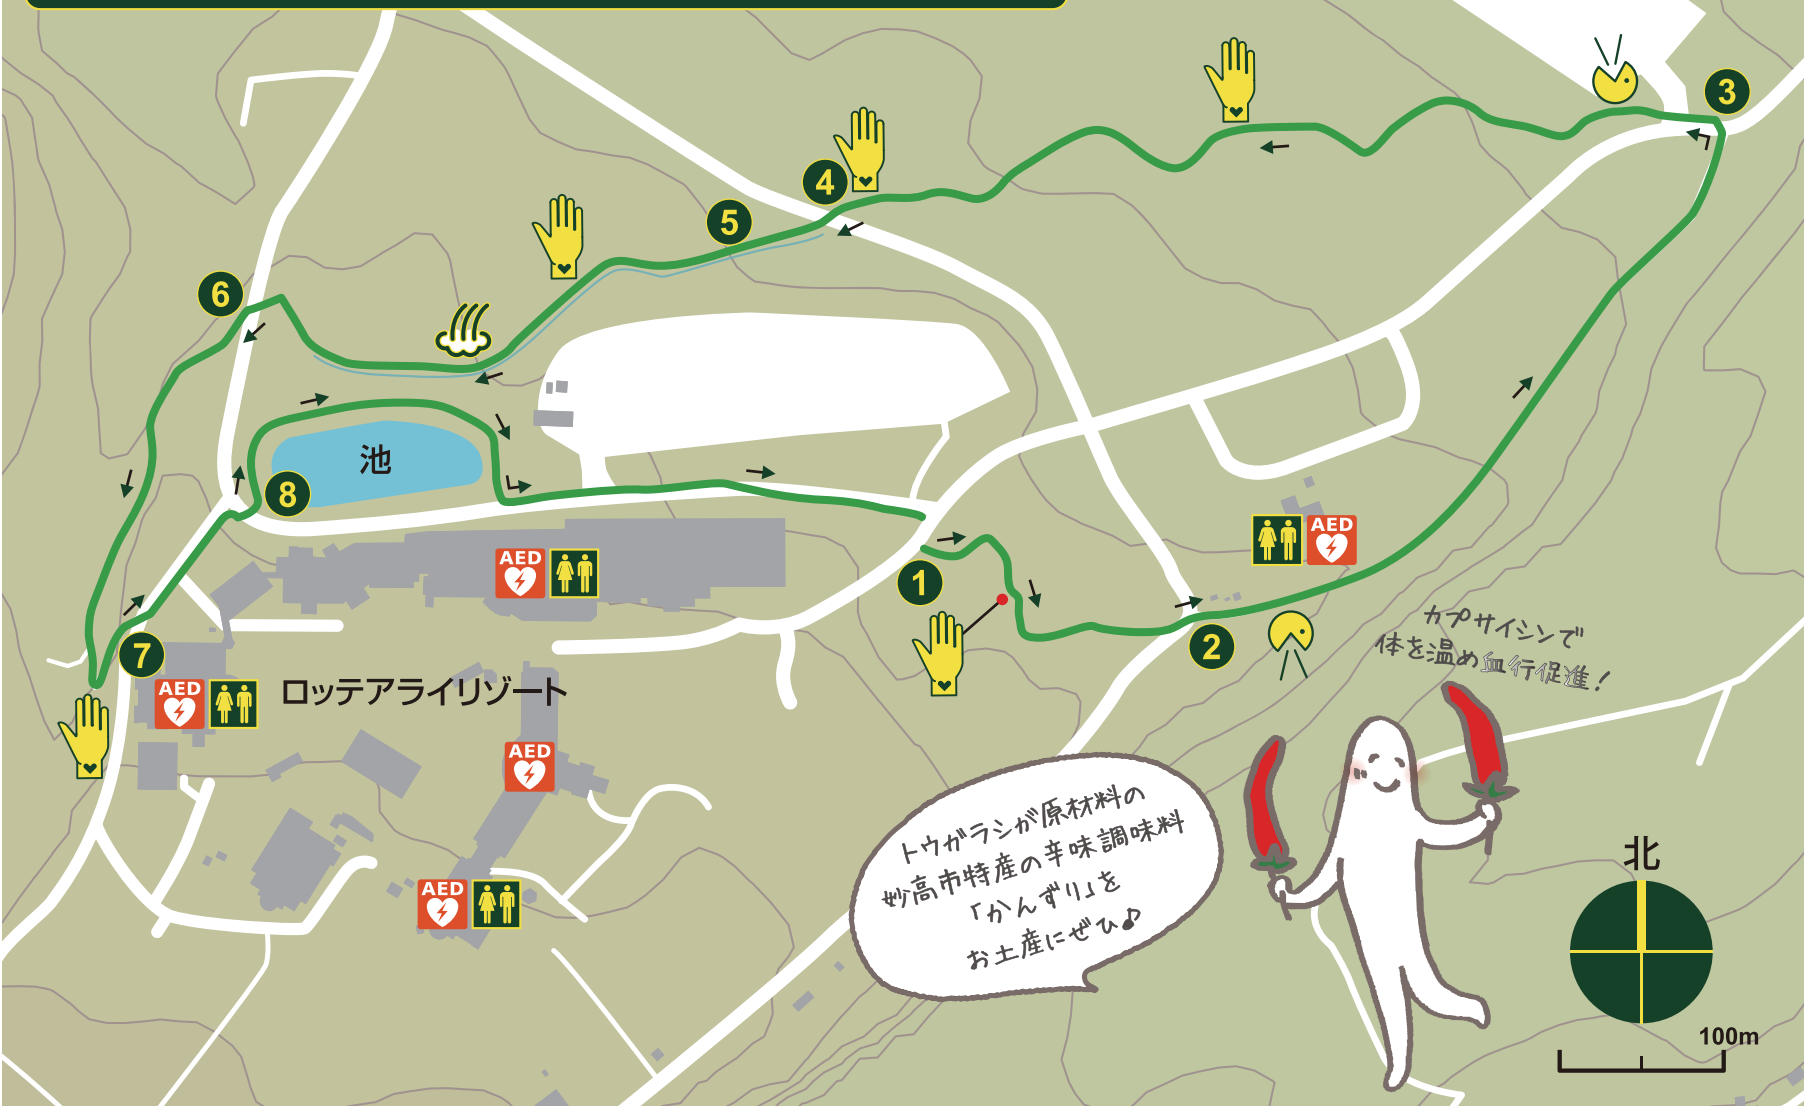 3
4
5
6
池
8
AED
AED
1
2
7
カプサイシンで
体を温め血行促進!
AED
ロッテアライリゾート
AED
トウガラシが原材料の
妙高市特産の辛味調味料
「かんずり」を
お土産にぜひ♪
AED
北
100m